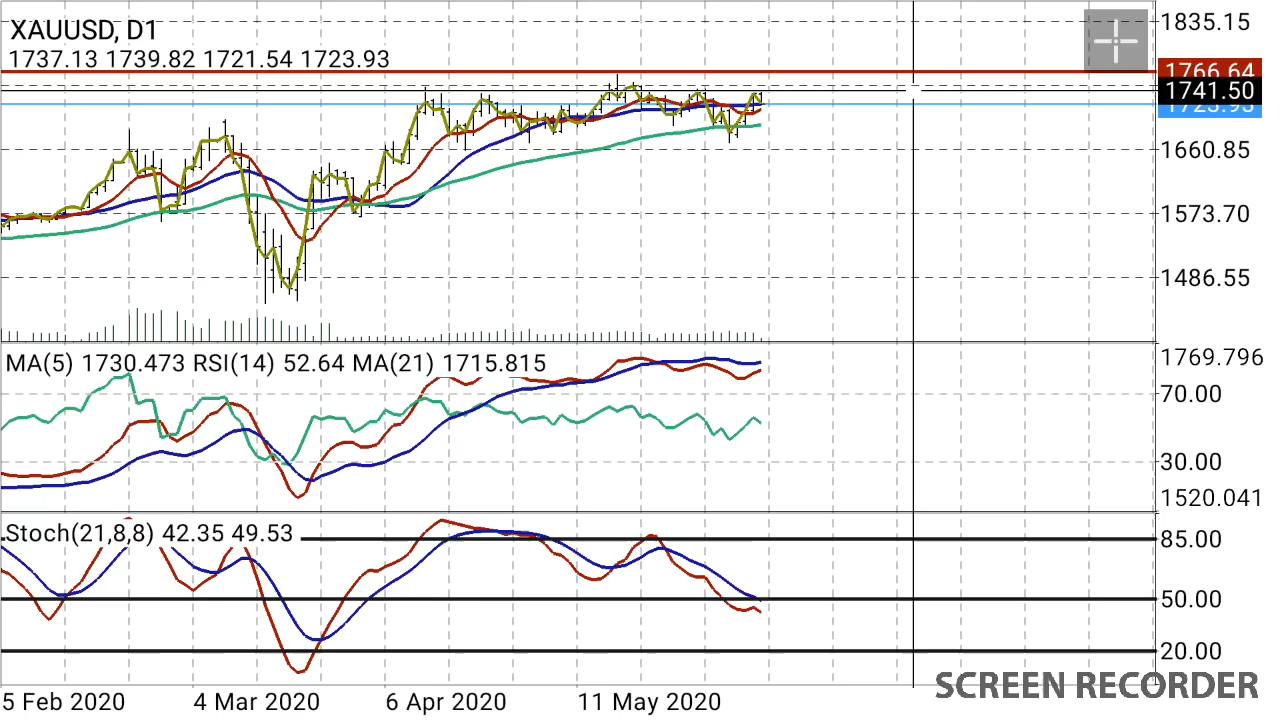 XAUUSD, D1
1737.13 1739.82 1721.54 1723.93
1835.15
1766.64
1741.50
1723.93
1660.85
1573.70
1486.55
MA(5) 1730.473 RSI(14) 52.64 MA(21) 1715.815
1769.796
70.00
30.00
1520.041
Stoch(21,8,8) 42.35 49.53
85.00
50.00
20.00
5 Feb 2020 4 Mar 2020 6 Apr 2020 11 May 2020
SCREEN RECORDER